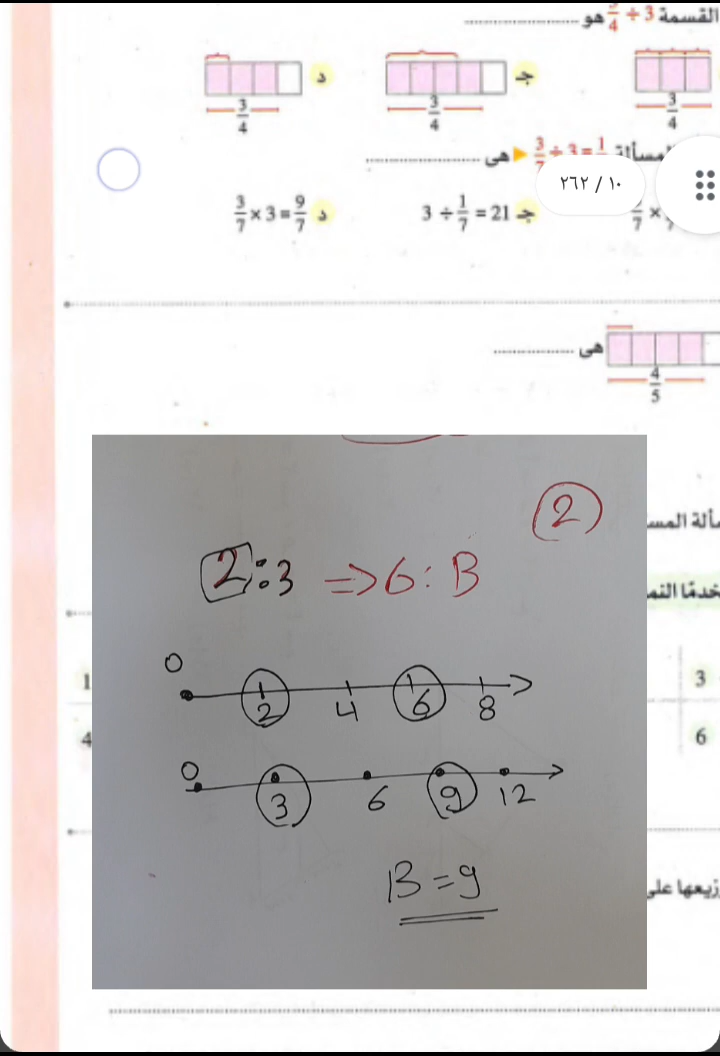 القسمة 3 ÷ 3/4 هو ....................
جـ د
3/4 3/4 3/4
3/7 ÷ 3 = 1/7 هى ....................
٢٦٢ / ١٠
جـ 3 ÷ 1/7 = 21 د 3/7 × 3 = 9/7
هى ....................
4/5
2
2:3 ⇒ 6:B
0 2 4 6 8
0 3 6 9 12
B = 9
3 1
6 4